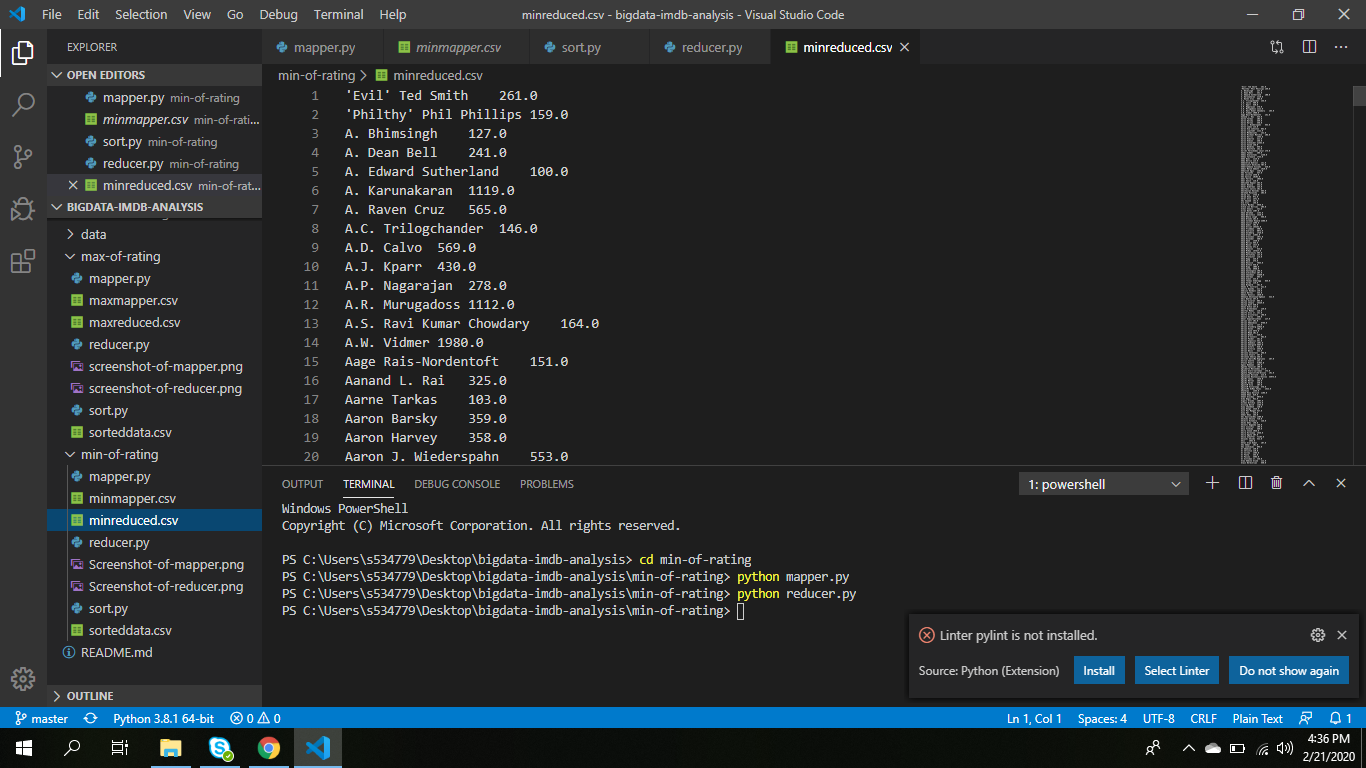 File Edit Selection View Go Debug Terminal Help minreduced.csv - bigdata-imdb-analysis - Visual Studio Code
EXPLORER
OPEN EDITORS
mapper.py min-of-rating
minmapper.csv min-of-rati...
sort.py min-of-rating
reducer.py min-of-rating
minreduced.csv min-of-rat...
BIGDATA-IMDB-ANALYSIS
data
max-of-rating
mapper.py
maxmapper.csv
maxreduced.csv
reducer.py
screenshot-of-mapper.png
screenshot-of-reducer.png
sort.py
sorteddata.csv
min-of-rating
mapper.py
minmapper.csv
minreduced.csv
reducer.py
Screenshot-of-mapper.png
Screenshot-of-reducer.png
sort.py
sorteddata.csv
README.md
OUTLINE
mapper.py minmapper.csv sort.py reducer.py minreduced.csv
min-of-rating > minreduced.csv
1 'Evil' Ted Smith 261.0
2 'Philthy' Phil Phillips 159.0
3 A. Bhimsingh 127.0
4 A. Dean Bell 241.0
5 A. Edward Sutherland 100.0
6 A. Karunakaran 1119.0
7 A. Raven Cruz 565.0
8 A.C. Trilogchander 146.0
9 A.D. Calvo 569.0
10 A.J. Kparr 430.0
11 A.P. Nagarajan 278.0
12 A.R. Murugadoss 1112.0
13 A.S. Ravi Kumar Chowdary 164.0
14 A.W. Vidmer 1980.0
15 Aage Rais-Nordentoft 151.0
16 Aanand L. Rai 325.0
17 Aarne Tarkas 103.0
18 Aaron Barsky 359.0
19 Aaron Harvey 358.0
20 Aaron J. Wiederspahn 553.0
OUTPUT TERMINAL DEBUG CONSOLE PROBLEMS 1: powershell
Windows PowerShell
Copyright (C) Microsoft Corporation. All rights reserved.
PS C:\Users\s534779\Desktop\bigdata-imdb-analysis> cd min-of-rating
PS C:\Users\s534779\Desktop\bigdata-imdb-analysis\min-of-rating> python mapper.py
PS C:\Users\s534779\Desktop\bigdata-imdb-analysis\min-of-rating> python reducer.py
PS C:\Users\s534779\Desktop\bigdata-imdb-analysis\min-of-rating>
Linter pylint is not installed.
Source: Python (Extension) Install Select Linter Do not show again
master Python 3.8.1 64-bit 0 0 Ln 1, Col 1 Spaces: 4 UTF-8 CRLF Plain Text 1
4:36 PM
2/21/2020